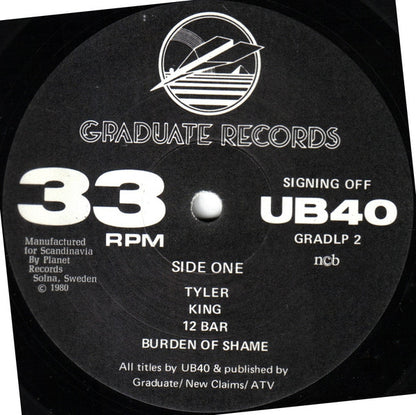 GRADUATE RECORDS
33
RPM
SIGNING OFF
UB40
GRADLP 2
ncb
Manufactured
for Scandinavia
By Planet
Records
Solna, Sweden
© 1980
SIDE ONE
TYLER
KING
12 BAR
BURDEN OF SHAME
All titles by UB40 & published by
Graduate/ New Claims/ ATV